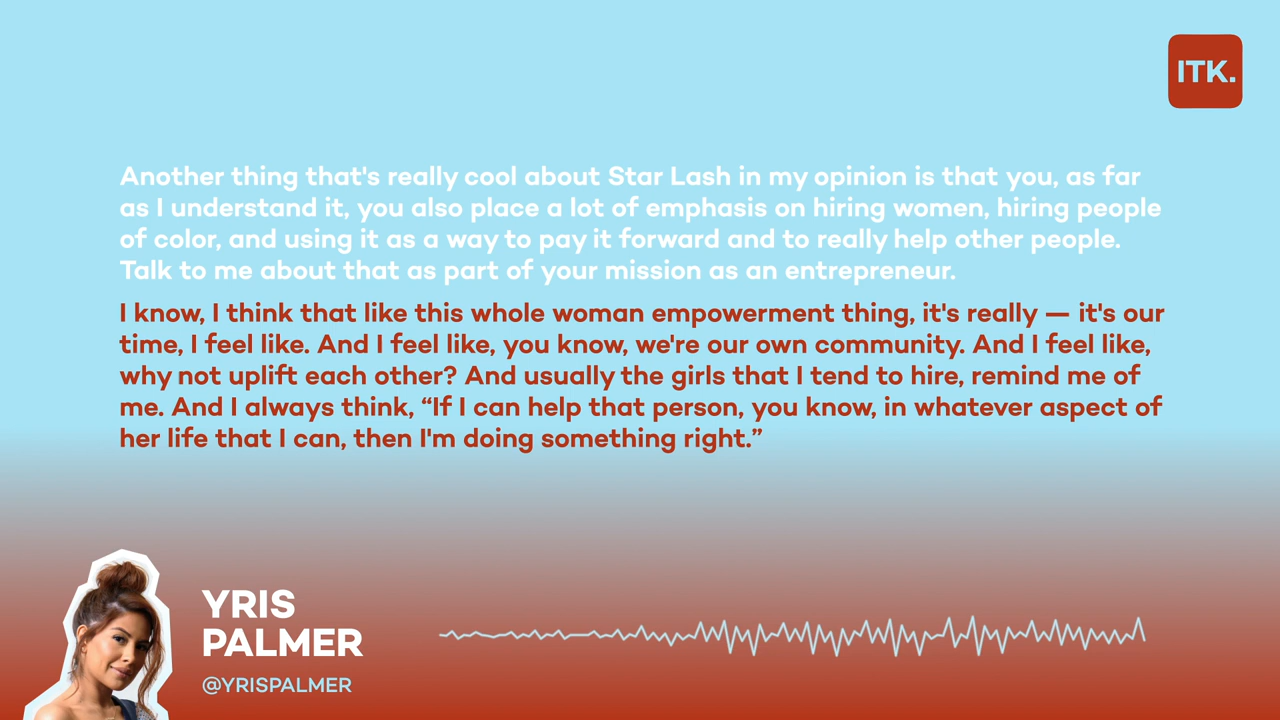 ITK.
Another thing that's really cool about Star Lash in my opinion is that you, as far
as I understand it, you also place a lot of emphasis on hiring women, hiring people
of color, and using it as a way to pay it forward and to really help other people.
Talk to me about that as part of your mission as an entrepreneur.
I know, I think that like this whole woman empowerment thing, it's really — it's our
time, I feel like. And I feel like, you know, we're our own community. And I feel like,
why not uplift each other? And usually the girls that I tend to hire, remind me of
me. And I always think, “If I can help that person, you know, in whatever aspect of
her life that I can, then I'm doing something right.”
YRIS
PALMER
@YRISPALMER